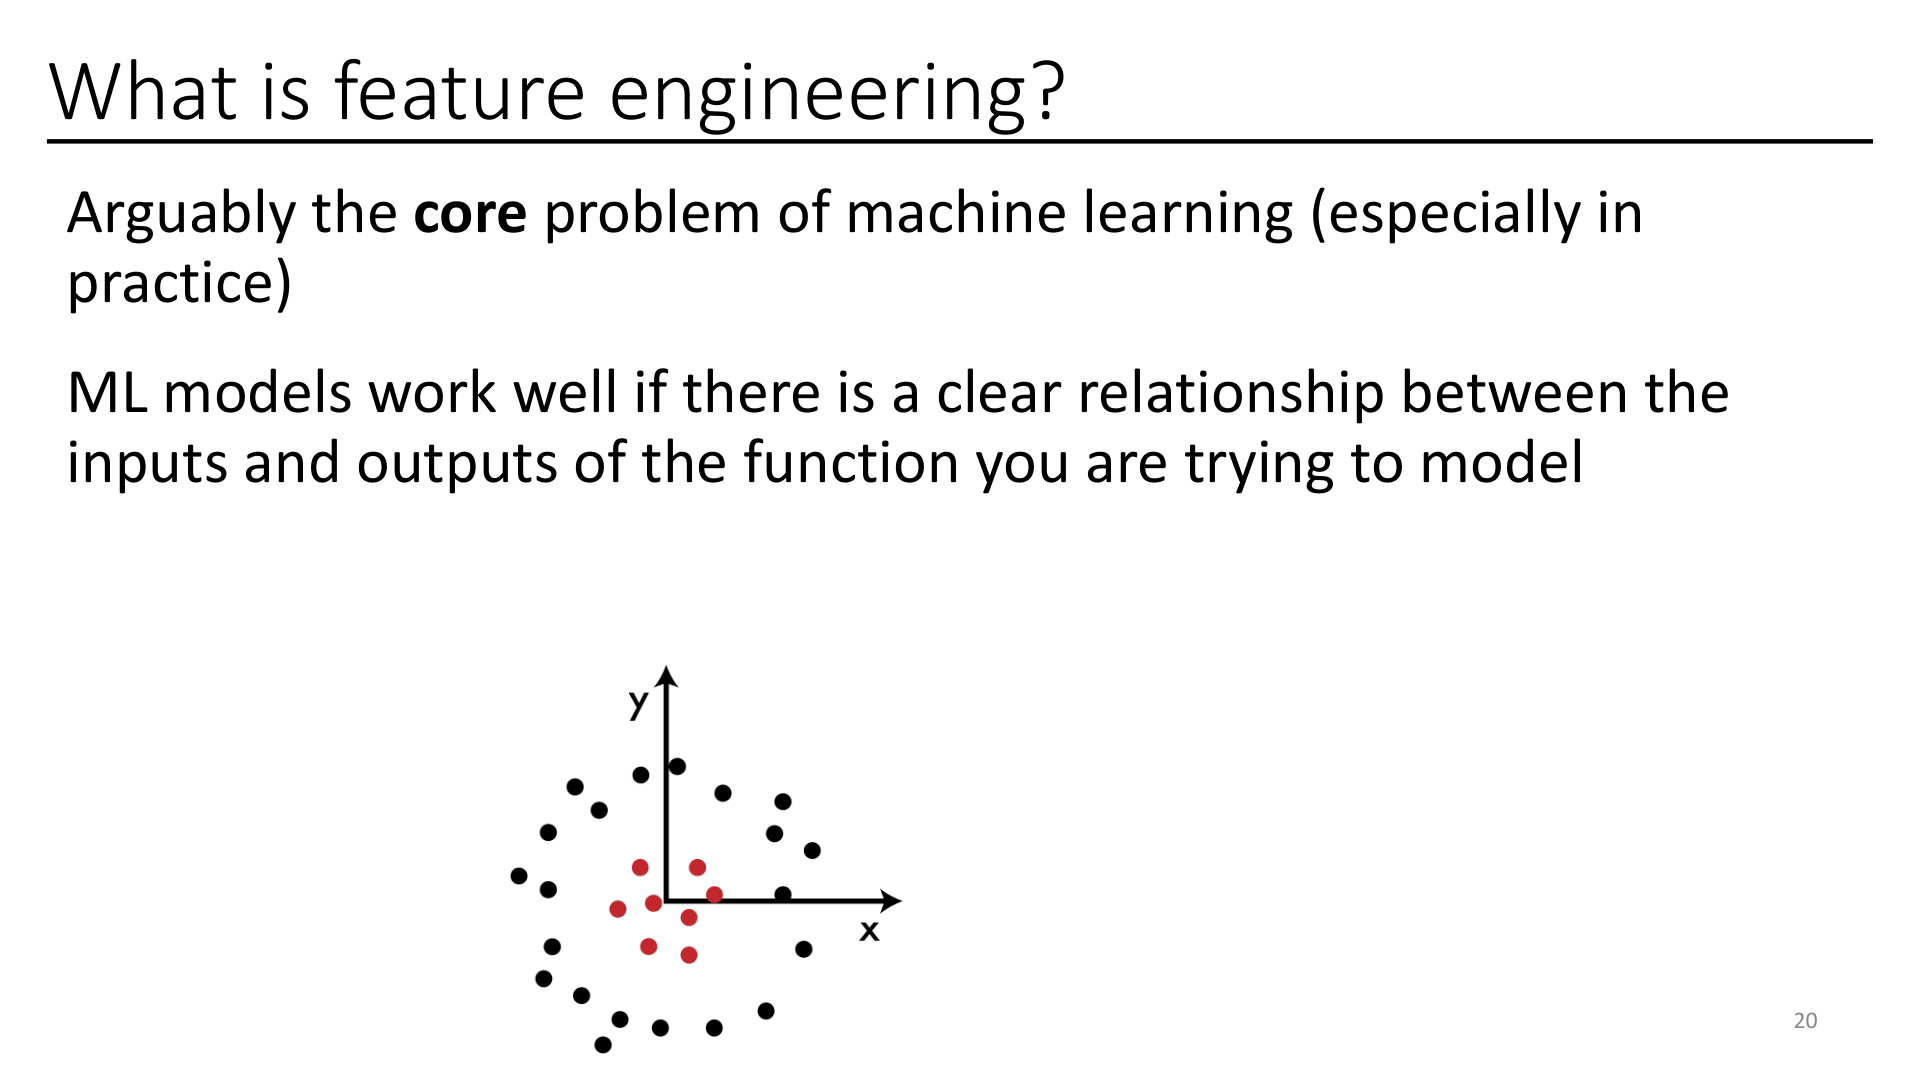 What is feature engineering?
Arguably the core problem of machine learning (especially in
practice)
ML models work well if there is a clear relationship between the
inputs and outputs of the function you are trying to model
y
x
20